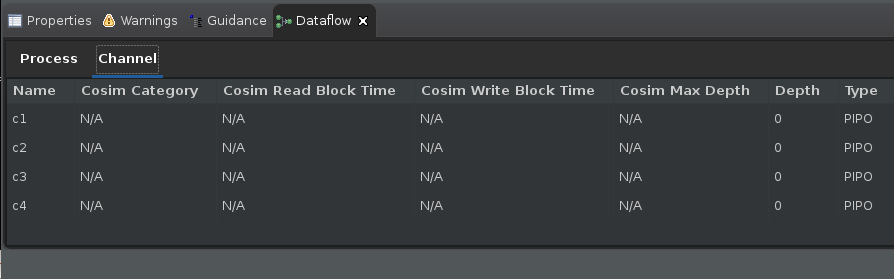 Properties Warnings Guidance Dataflow
Process Channel
Name Cosim Category Cosim Read Block Time Cosim Write Block Time Cosim Max Depth Depth Type
c1 N/A N/A N/A N/A 0 PIPO
c2 N/A N/A N/A N/A 0 PIPO
c3 N/A N/A N/A N/A 0 PIPO
c4 N/A N/A N/A N/A 0 PIPO